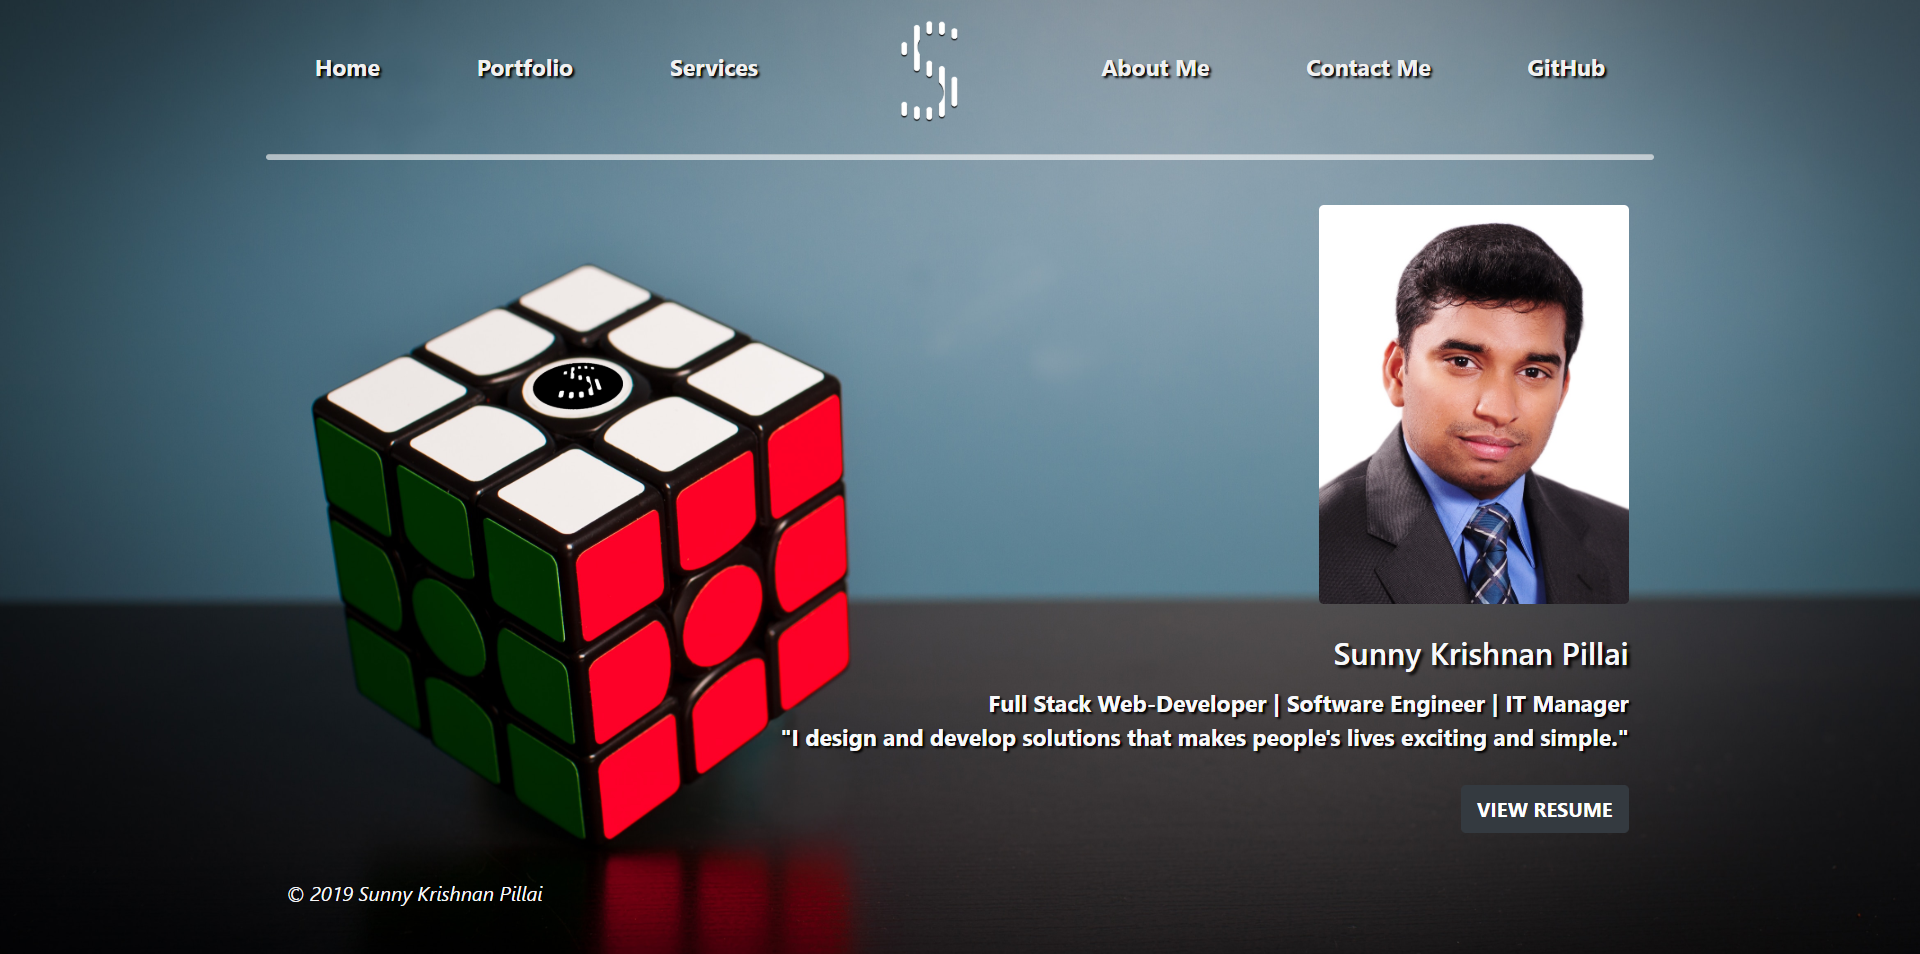 Home Portfolio Services S About Me Contact Me GitHub
S
Sunny Krishnan Pillai
Full Stack Web-Developer | Software Engineer | IT Manager
"I design and develop solutions that makes people's lives exciting and simple."
VIEW RESUME
© 2019 Sunny Krishnan Pillai